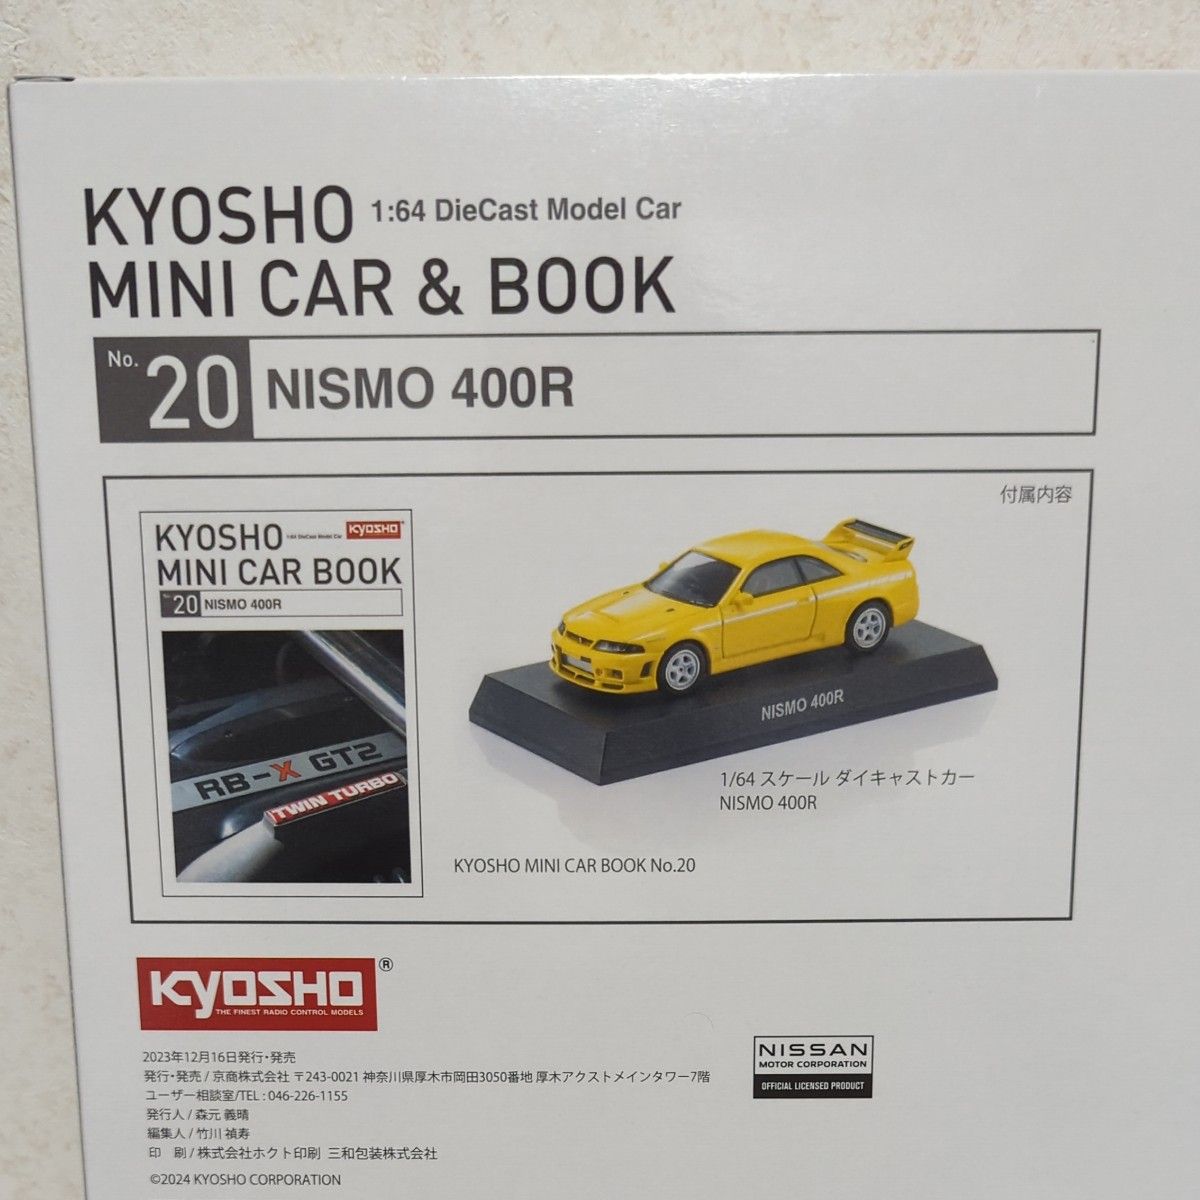 KYOSHO 1:64 DieCast Model Car
MINI CAR & BOOK
No. 20 NISMO 400R
付属内容
KYOSHO 1:64 DieCast Model Car KYOSHO
MINI CAR BOOK
No. 20 NISMO 400R
RB-X GT2
TWIN TURBO
NISMO 400R
1/64 スケール ダイキャストカー
NISMO 400R
KYOSHO MINI CAR BOOK No.20
KYOSHO ®
THE FINEST RADIO CONTROL MODELS
2023年12月16日発行・発売
発行・発売 / 京商株式会社 〒243-0021 神奈川県厚木市岡田3050番地 厚木アクストメインタワー7階
ユーザー相談室/TEL : 046-226-1155
発行人 / 森元 義晴
編集人 / 竹川 禎寿
印 刷 / 株式会社ホクト印刷 三和包装株式会社
©2024 KYOSHO CORPORATION
NISSAN
MOTOR CORPORATION
OFFICIAL LICENSED PRODUCT